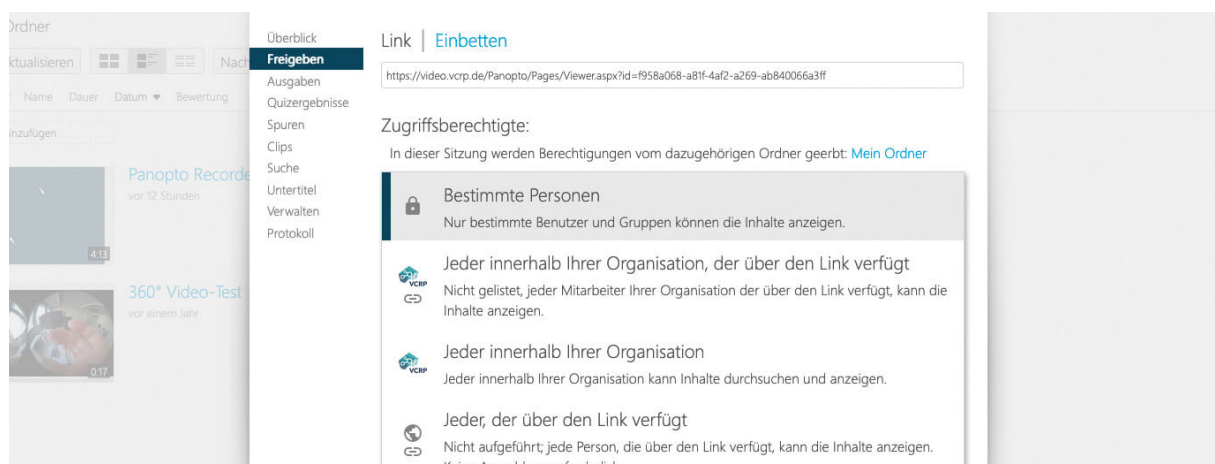 Ordner
ktualisieren
Nach
Name Dauer Datum ▼ Bewertung
inzufügen
Panopto Recorde
vor 12 Stunden
4:13
360° Video-Test
vor einem Jahr
0:17
Überblick
Freigeben
Ausgaben
Quizergebnisse
Spuren
Clips
Suche
Untertitel
Verwalten
Protokoll
Link | Einbetten
https://video.vcrp.de/Panopto/Pages/Viewer.aspx?id=f958a068-a81f-4af2-a269-ab840066a3ff
Zugriffsberechtigte:
In dieser Sitzung werden Berechtigungen vom dazugehörigen Ordner geerbt: Mein Ordner
Bestimmte Personen
Nur bestimmte Benutzer und Gruppen können die Inhalte anzeigen.
VCRP
Jeder innerhalb Ihrer Organisation, der über den Link verfügt
Nicht gelistet, jeder Mitarbeiter Ihrer Organisation der über den Link verfügt, kann die
Inhalte anzeigen.
VCRP
Jeder innerhalb Ihrer Organisation
Jeder innerhalb Ihrer Organisation kann Inhalte durchsuchen und anzeigen.
Jeder, der über den Link verfügt
Nicht aufgeführt; jede Person, die über den Link verfügt, kann die Inhalte anzeigen.